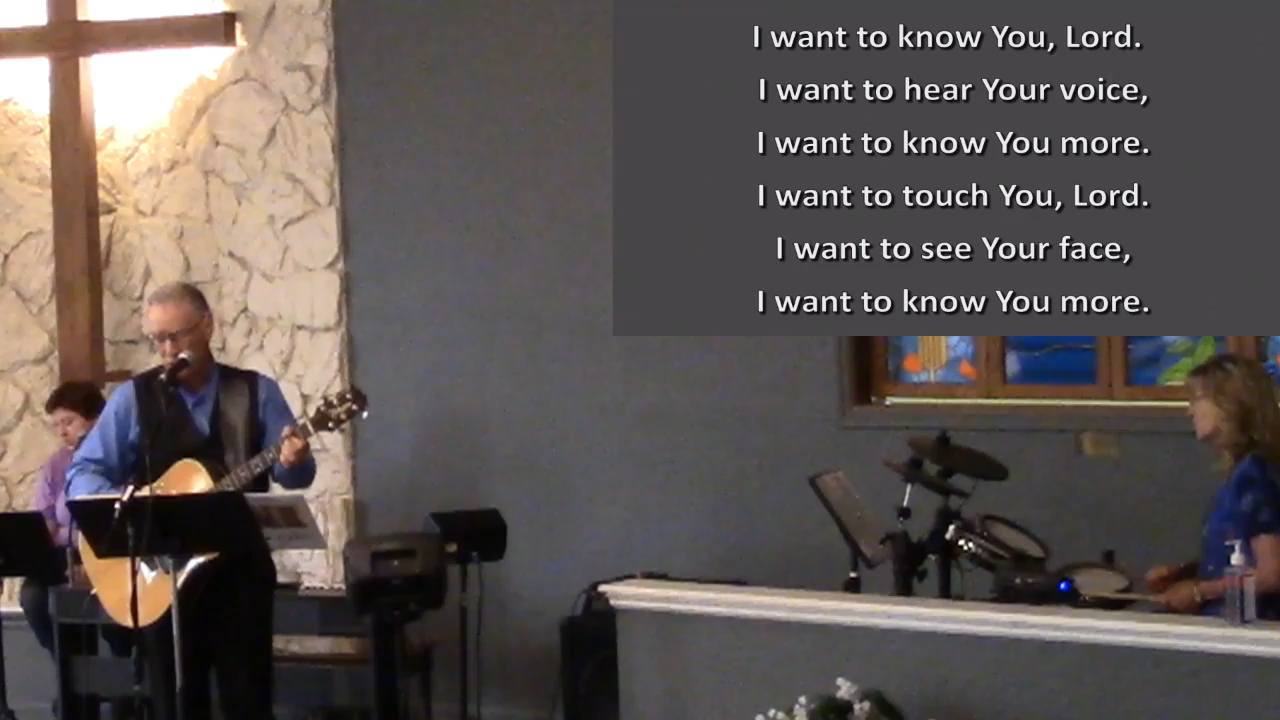 I want to know You, Lord.
I want to hear Your voice,
I want to know You more.
I want to touch You, Lord.
I want to see Your face,
I want to know You more.